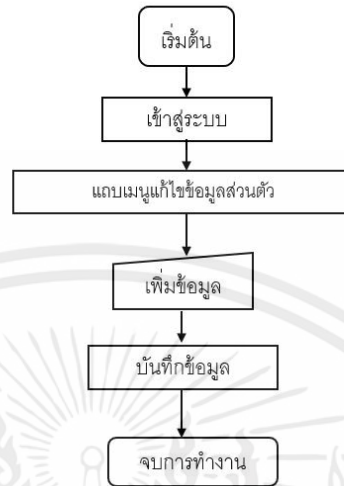 เริ่มต้น
เข้าสู่ระบบ
แถบเมนูแก้ไขข้อมูลส่วนตัว
เพิ่มข้อมูล
บันทึกข้อมูล
จบการทำงาน